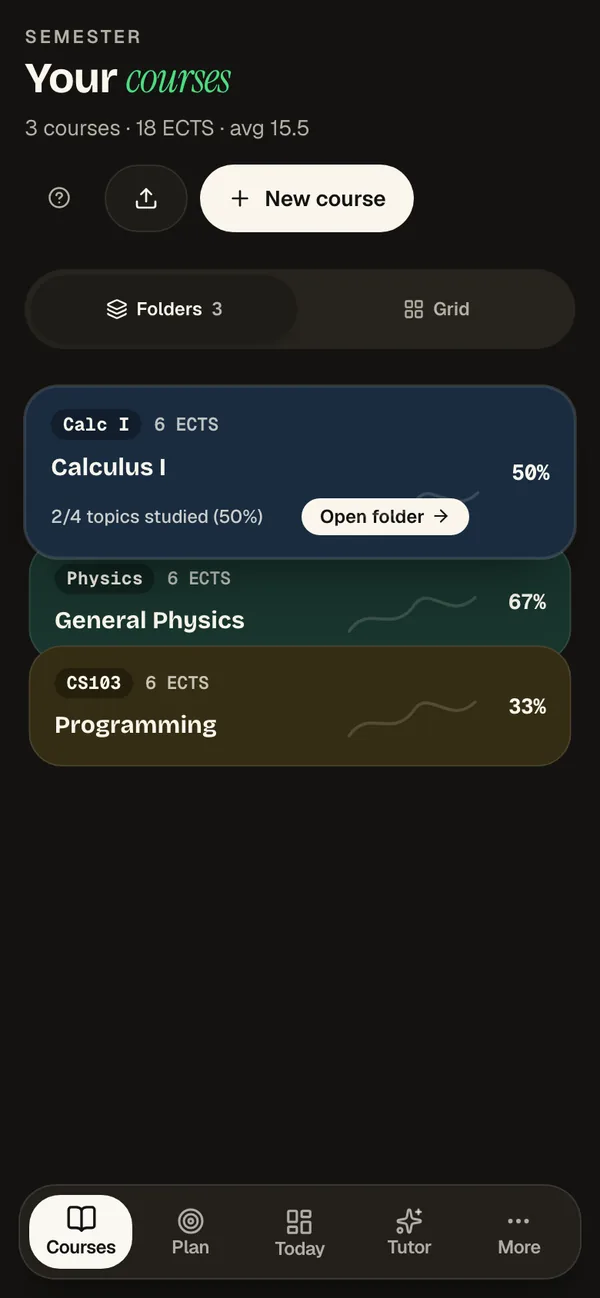 SEMESTER
Your courses
3 courses · 18 ECTS · avg 15.5
New course
Folders 3
Grid
Calc I 6 ECTS
Calculus I
50%
2/4 topics studied (50%)
Open folder →
Physics 6 ECTS
General Physics
67%
CS103 6 ECTS
Programming
33%
Courses
Plan
Today
Tutor
More